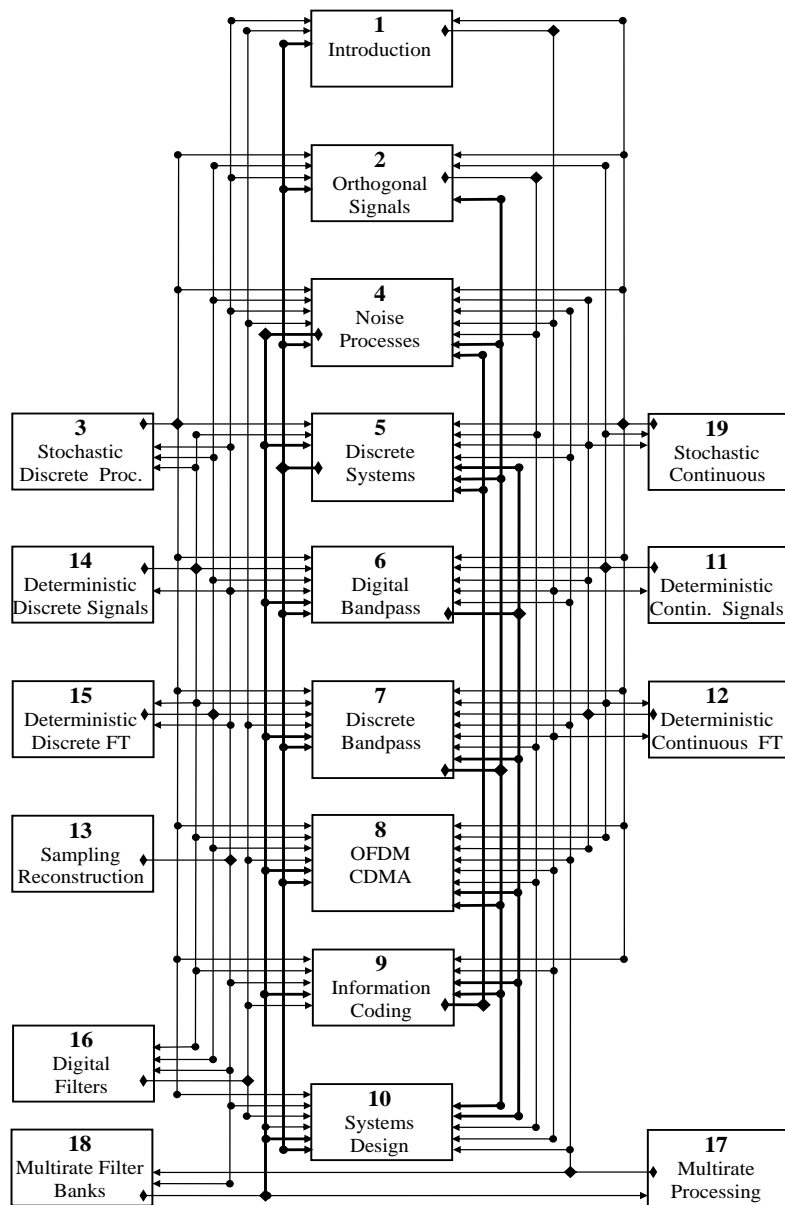 1
Introduction
2
Orthogonal
Signals
4
Noise
Processes
3
Stochastic
Discrete Proc.
5
Discrete
Systems
19
Stochastic
Continuous
14
Deterministic
Discrete Signals
6
Digital
Bandpass
11
Deterministic
Contin. Signals
15
Deterministic
Discrete FT
7
Discrete
Bandpass
12
Deterministic
Continuous FT
13
Sampling
Reconstruction
8
OFDM
CDMA
9
Information
Coding
16
Digital
Filters
10
Systems
Design
18
Multirate Filter
Banks
17
Multirate
Processing